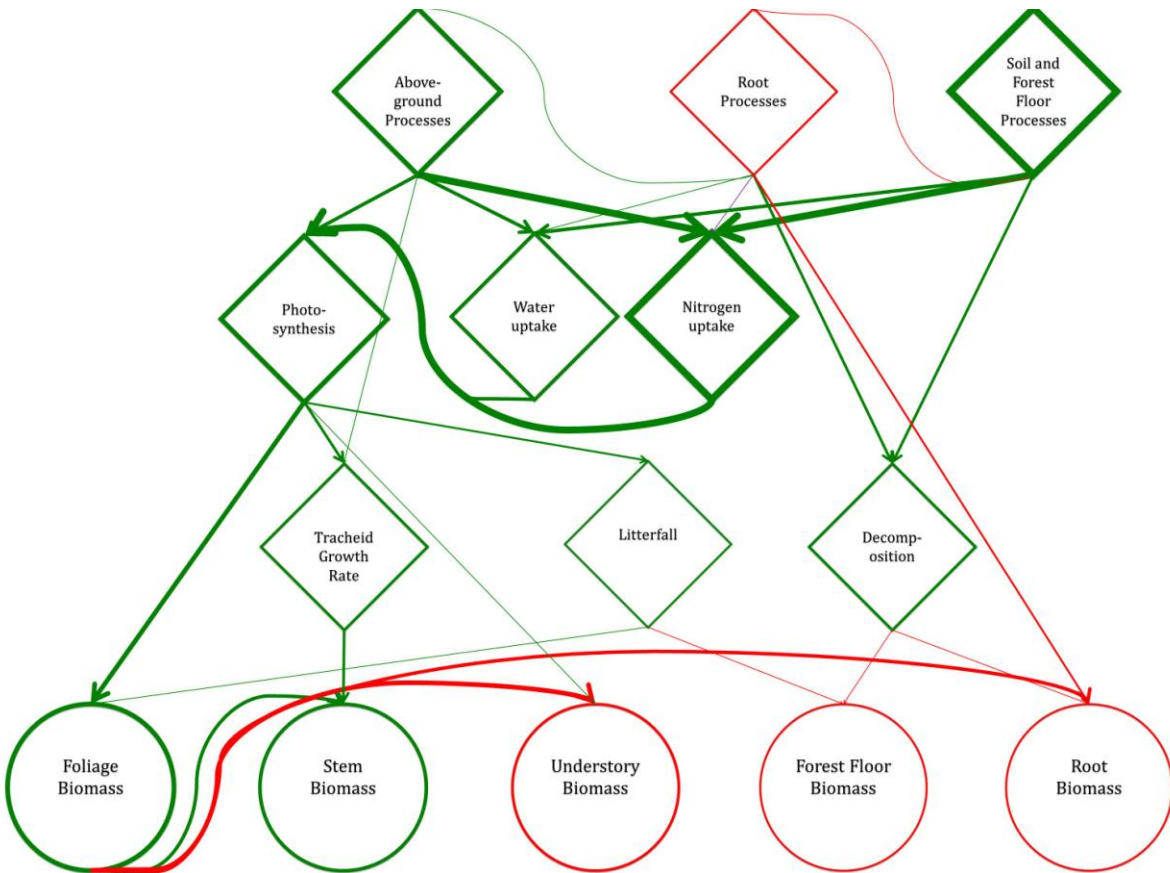 Above-
ground
Processes
Root
Processes
Soil and
Forest
Floor
Processes
Photo-
synthesis
Water
uptake
Nitrogen
uptake
Tracheid
Growth
Rate
Litterfall
Decomp-
osition
Foliage
Biomass
Stem
Biomass
Understory
Biomass
Forest Floor
Biomass
Root
Biomass